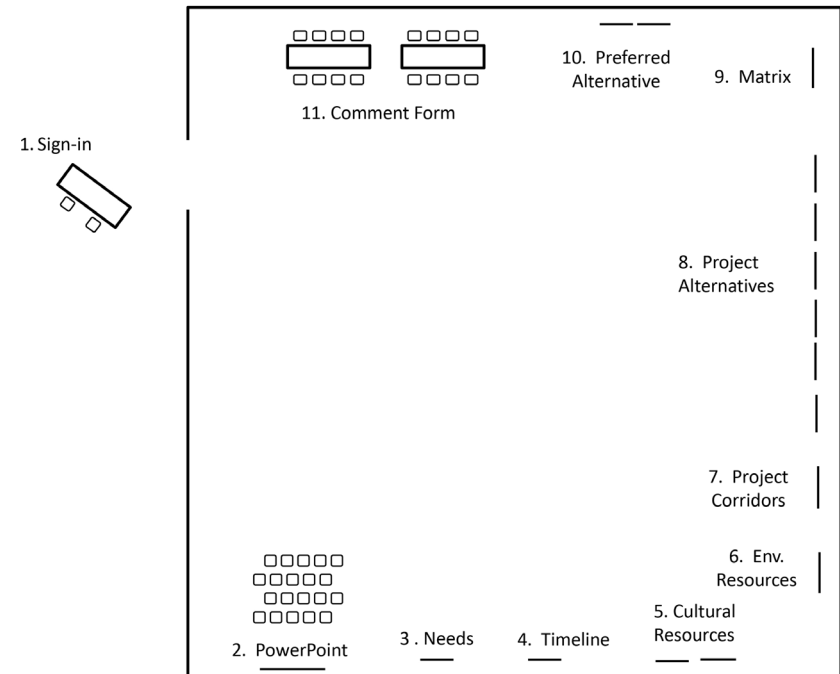 1. Sign-in
2. PowerPoint
3 . Needs
4. Timeline
5. Cultural
Resources
6. Env.
Resources
7. Project
Corridors
8. Project
Alternatives
9. Matrix
10. Preferred
Alternative
11. Comment Form